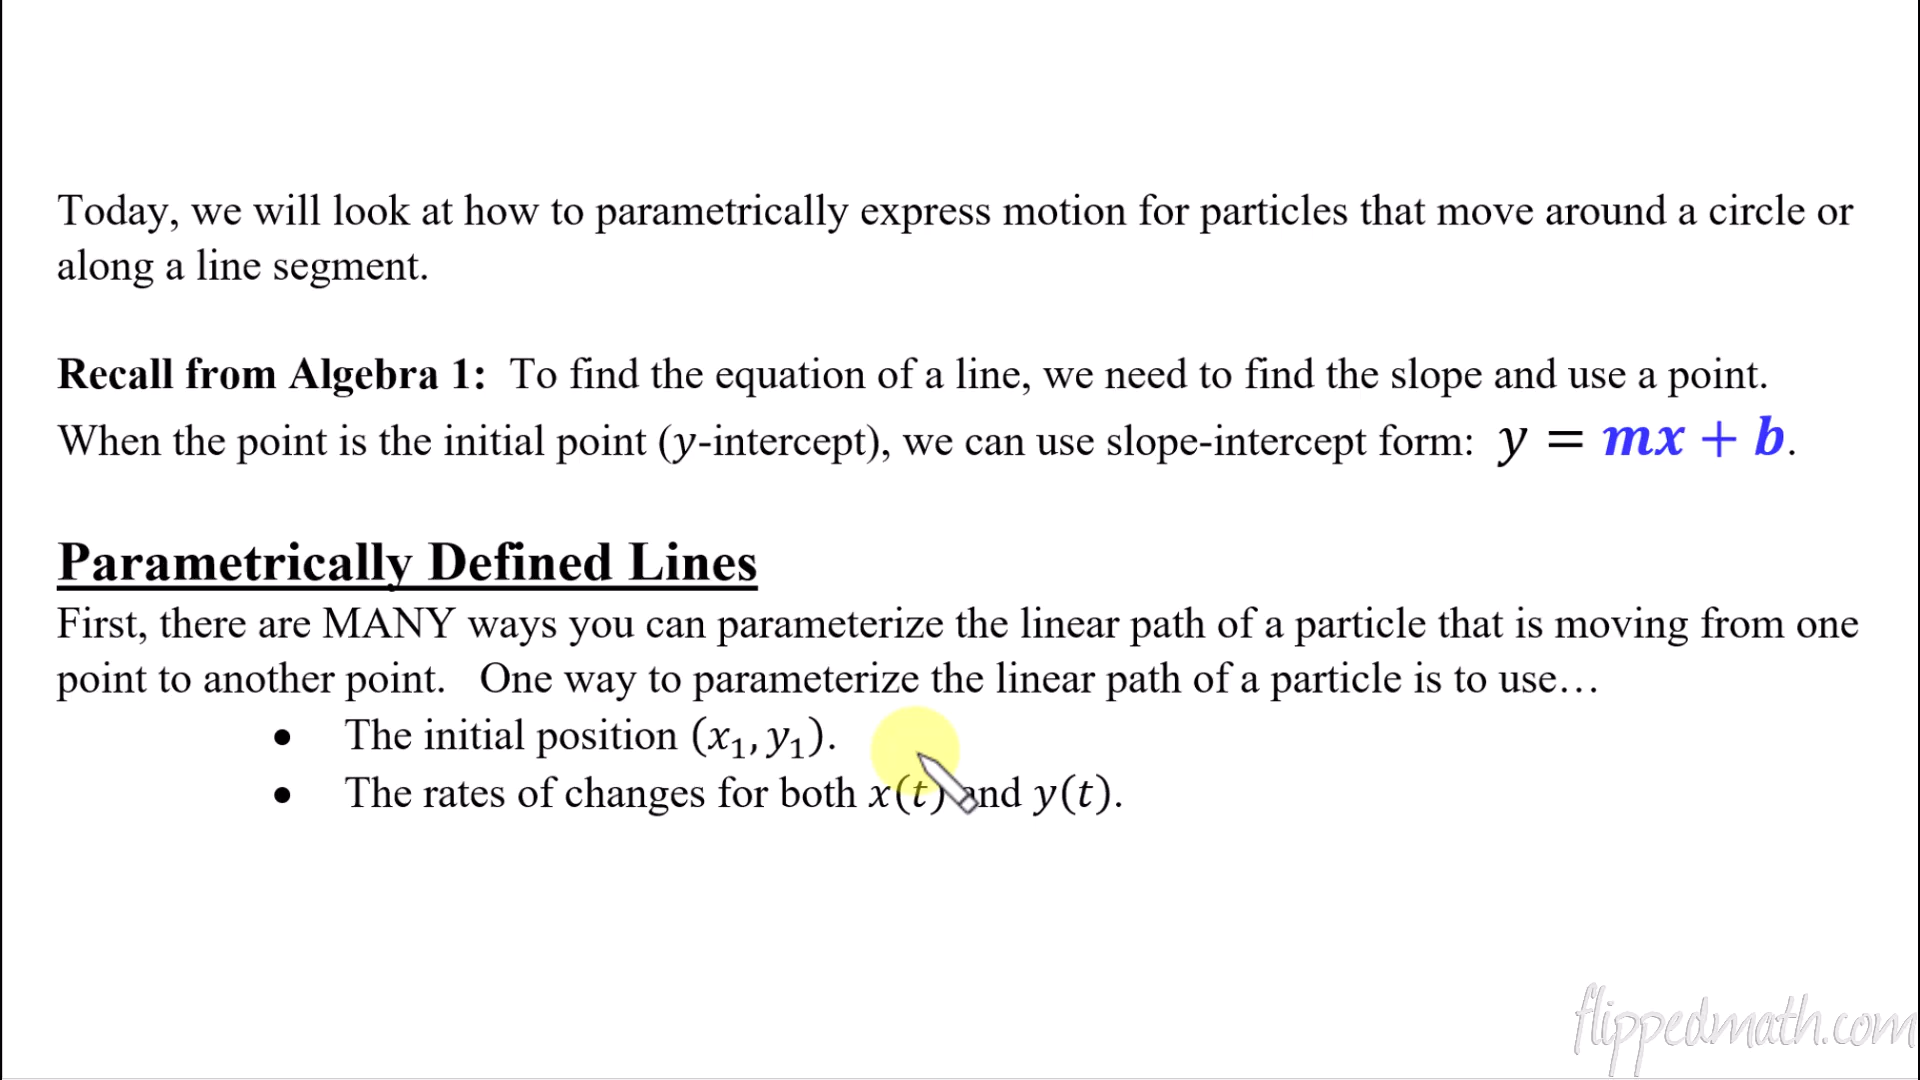 Today, we will look at how to parametrically express motion for particles that move around a circle or
along a line segment.
Recall from Algebra 1: To find the equation of a line, we need to find the slope and use a point.
When the point is the initial point (y-intercept), we can use slope-intercept form: y = mx + b.
Parametrically Defined Lines
First, there are MANY ways you can parameterize the linear path of a particle that is moving from one
point to another point. One way to parameterize the linear path of a particle is to use…
• The initial position (x₁, y₁).
• The rates of changes for both x(t) and y(t).
flippedmath.com